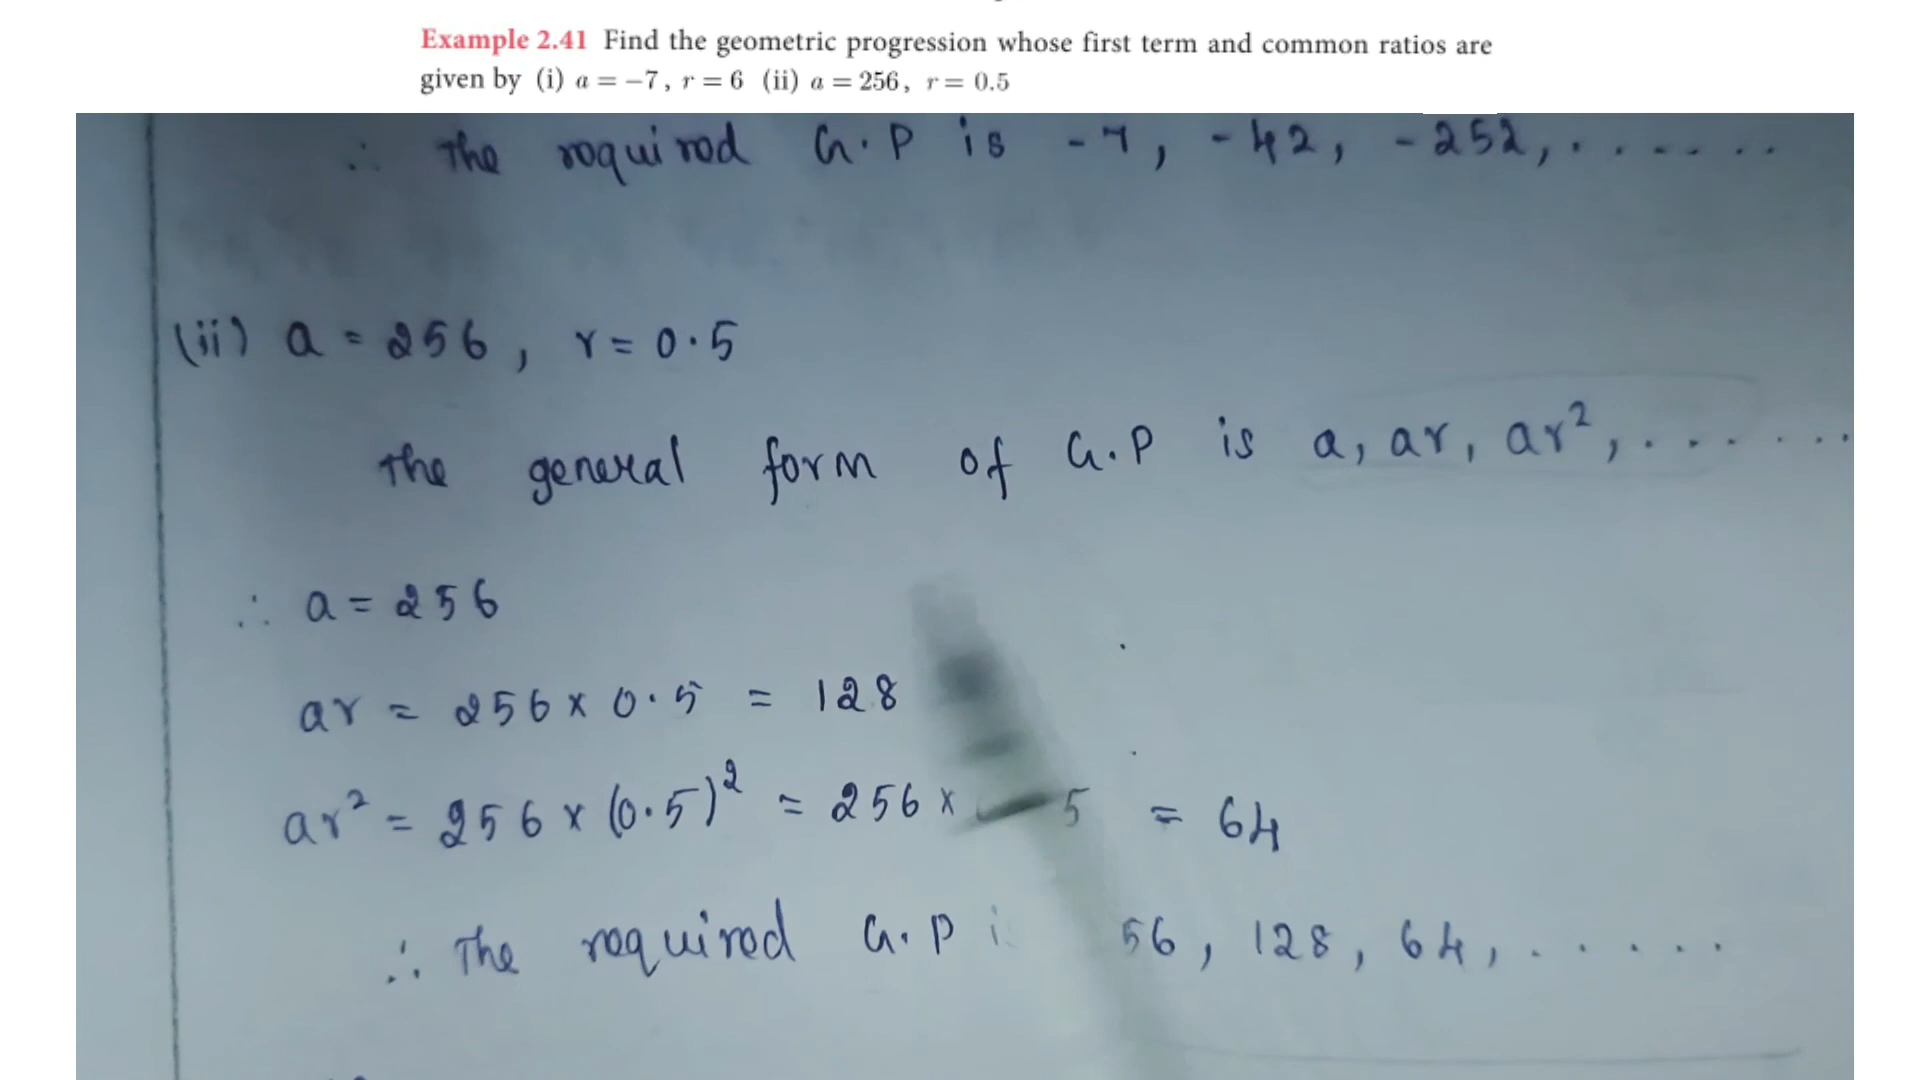 Example 2.41 Find the geometric progression whose first term and common ratios are
given by (i) a = −7, r = 6 (ii) a = 256, r = 0.5
∴ The required G.P is -7, -42, -252, . . . . . .
(ii) a = 256, r = 0.5
The general form of G.P is a, ar, ar², . . . . . .
∴ a = 256
ar = 256 × 0.5 = 128
ar² = 256 × (0.5)² = 256 × 5 = 64
∴ The required G.P 56, 128, 64, . . . . .